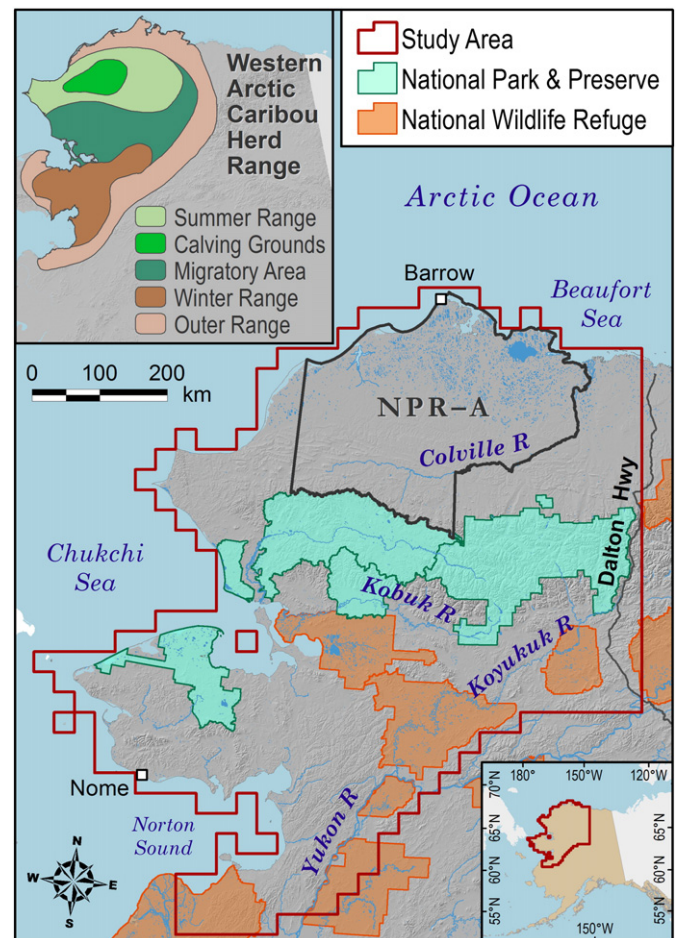 Western
Arctic
Caribou
Herd
Range
Summer Range
Calving Grounds
Migratory Area
Winter Range
Outer Range
Study Area
National Park & Preserve
National Wildlife Refuge
Arctic Ocean
Barrow
Beaufort
Sea
0 100 200
km
NPR-A
Colville R
Dalton Hwy
Chukchi
Sea
Kobuk R
Koyukuk R
Nome
Norton
Sound
Yukon R
N
W E
S
180° 150°W 120°W
70°N
65°N
60°N
55°N
65°N
60°N
55°N
150°W